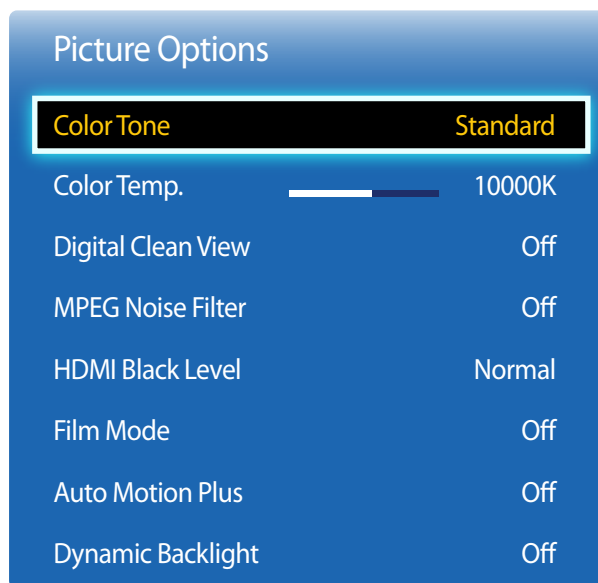 Picture Options
Color Tone Standard
Color Temp. 10000K
Digital Clean View Off
MPEG Noise Filter Off
HDMI Black Level Normal
Film Mode Off
Auto Motion Plus Off
Dynamic Backlight Off